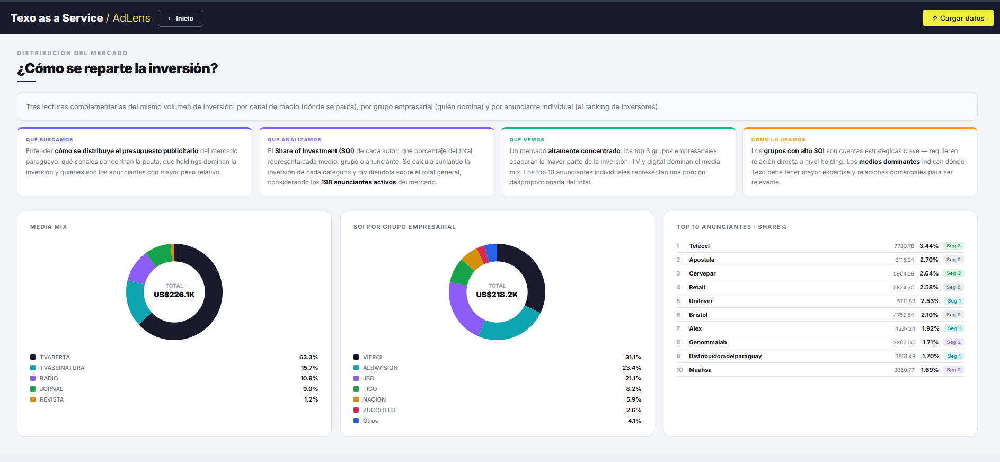 Texo as a Service / AdLens
← Inicio
↑ Cargar datos
DISTRIBUCIÓN DEL MERCADO
¿Cómo se reparte la inversión?
Tres lecturas complementarias del mismo volumen de inversión: por canal de medio (dónde se pauta), por grupo empresarial (quién domina) y por anunciante individual (el ranking de inversores).
QUÉ BUSCAMOS
Entender cómo se distribuye el presupuesto publicitario del mercado
paraguayo: qué canales concentran la pauta, qué holdings dominan la
inversión y quiénes son los anunciantes con mayor peso relativo.
QUÉ ANALIZAMOS
El Share of Investment (SOI) de cada actor: qué porcentaje del total
representa cada medio, grupo o anunciante. Se calcula sumando la
inversión de cada categoría y dividiéndola sobre el total general,
considerando los 198 anunciantes activos del mercado.
QUÉ VEMOS
Un mercado altamente concentrado: los top 3 grupos empresariales
acaparan la mayor parte de la inversión. TV y digital dominan el media
mix. Los top 10 anunciantes individuales representan una porción
desproporcionada del total.
CÓMO LO USAMOS
Los grupos con alto SOI son cuentas estratégicas clave — requieren
relación directa a nivel holding. Los medios dominantes indican dónde
Texo debe tener mayor expertise y relaciones comerciales para ser
relevante.
MEDIA MIX
TOTAL
US$226.1K
TVABERTA 63.3%
TVASSINATURA 15.7%
RADIO 10.9%
JORNAL 9.0%
REVISTA 1.2%
SOI POR GRUPO EMPRESARIAL
TOTAL
US$218.2K
VIERCI 31.1%
ALBAVISION 23.4%
JBB 21.1%
TIGO 8.2%
NACION 5.9%
ZUCOLILLO 2.6%
Otros 4.1%
TOP 10 ANUNCIANTES · SHARE%
1 Telecel 7783.78 3.44% Seg 3
2 Apostala 6115.94 2.70% Seg 0
3 Cervepar 5964.29 2.64% Seg 3
4 Retail 5824.30 2.58% Seg 0
5 Unilever 5711.83 2.53% Seg 1
6 Bristol 4759.54 2.10% Seg 0
7 Alex 4337.24 1.92% Seg 1
8 Genommalab 3862.00 1.71% Seg 2
9 Distribuidoradelparaguay 3851.48 1.70% Seg 1
10 Maahsa 3820.77 1.69% Seg 2